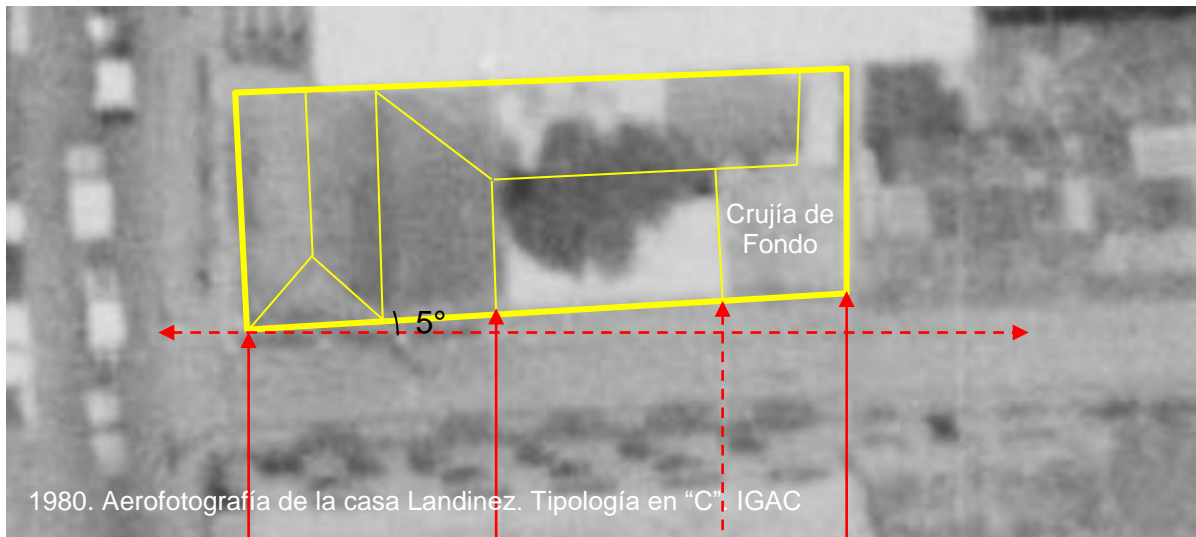 Crujía de
Fondo
5°
1980. Aerofotografía de la casa Landinez. Tipología en “C”. IGAC